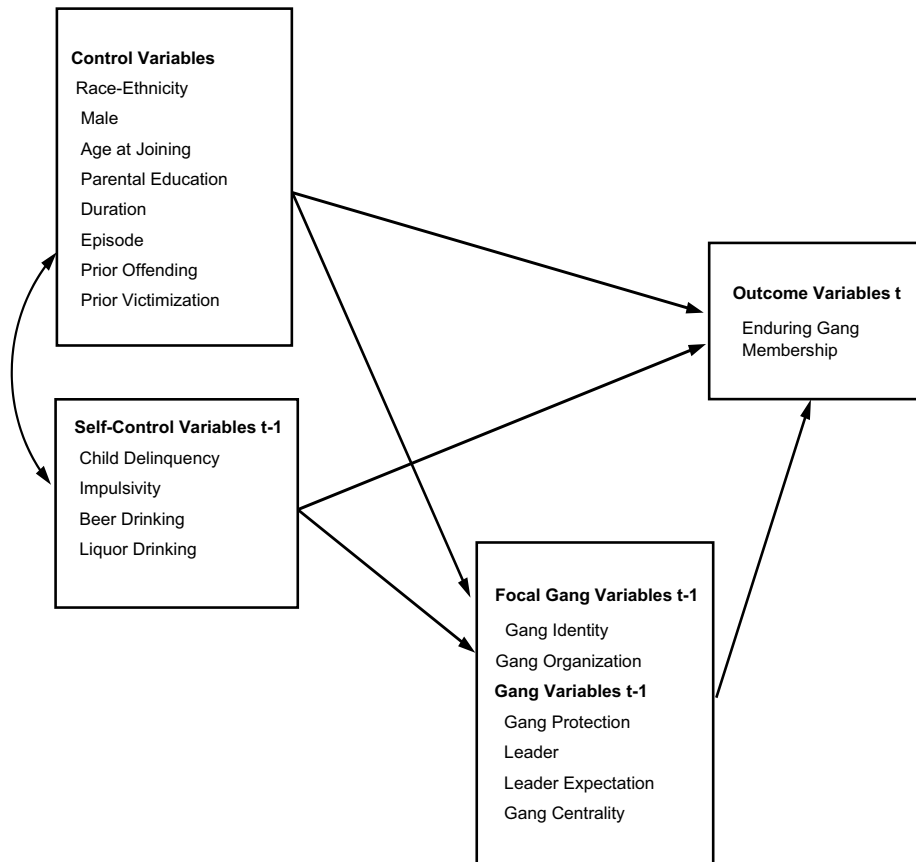 Control Variables
Race-Ethnicity
Male
Age at Joining
Parental Education
Duration
Episode
Prior Offending
Prior Victimization
Self-Control Variables t-1
Child Delinquency
Impulsivity
Beer Drinking
Liquor Drinking
Outcome Variables t
Enduring Gang
Membership
Focal Gang Variables t-1
Gang Identity
Gang Organization
Gang Variables t-1
Gang Protection
Leader
Leader Expectation
Gang Centrality